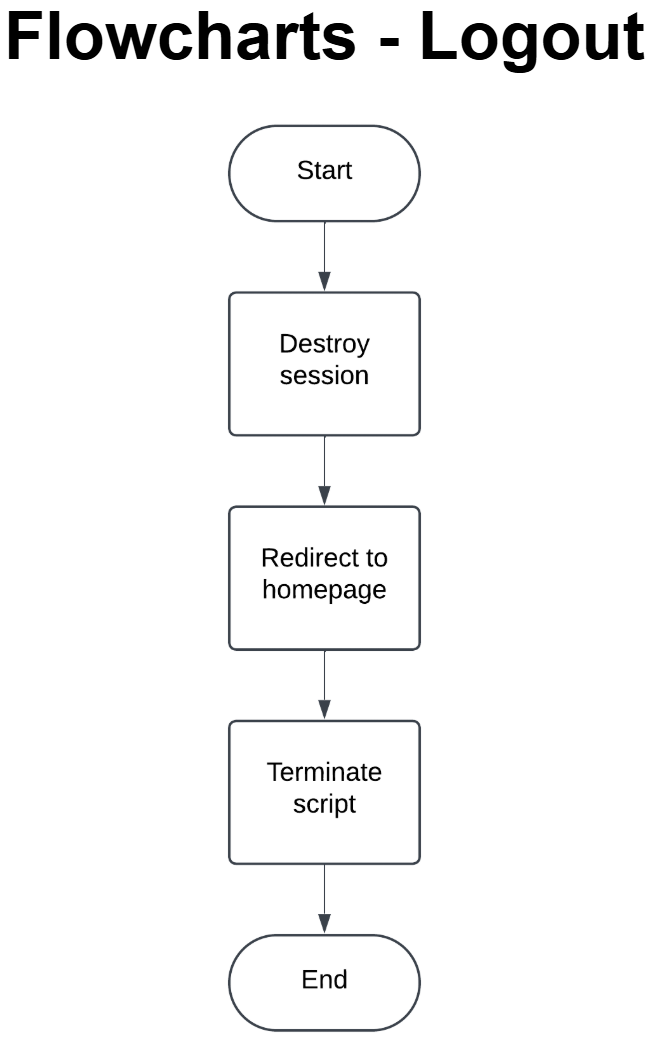 Flowcharts - Logout
Start
Destroy
session
Redirect to
homepage
Terminate
script
End